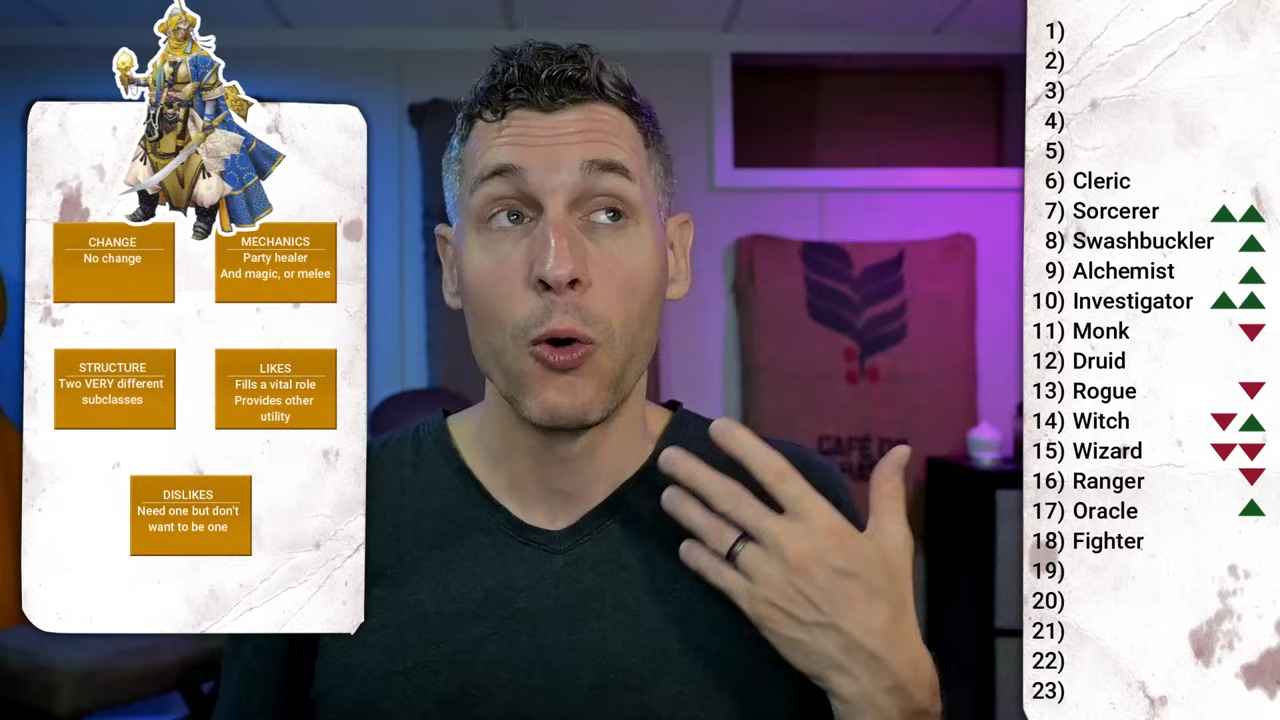 CHANGE
No change
MECHANICS
Party healer
And magic, or melee
STRUCTURE
Two VERY different
subclasses
LIKES
Fills a vital role
Provides other
utility
DISLIKES
Need one but don't
want to be one
1)
2)
3)
4)
5)
6) Cleric
7) Sorcerer
8) Swashbuckler
9) Alchemist
10) Investigator
11) Monk
12) Druid
13) Rogue
14) Witch
15) Wizard
16) Ranger
17) Oracle
18) Fighter
19)
20)
21)
22)
23)
CAFÉ DO